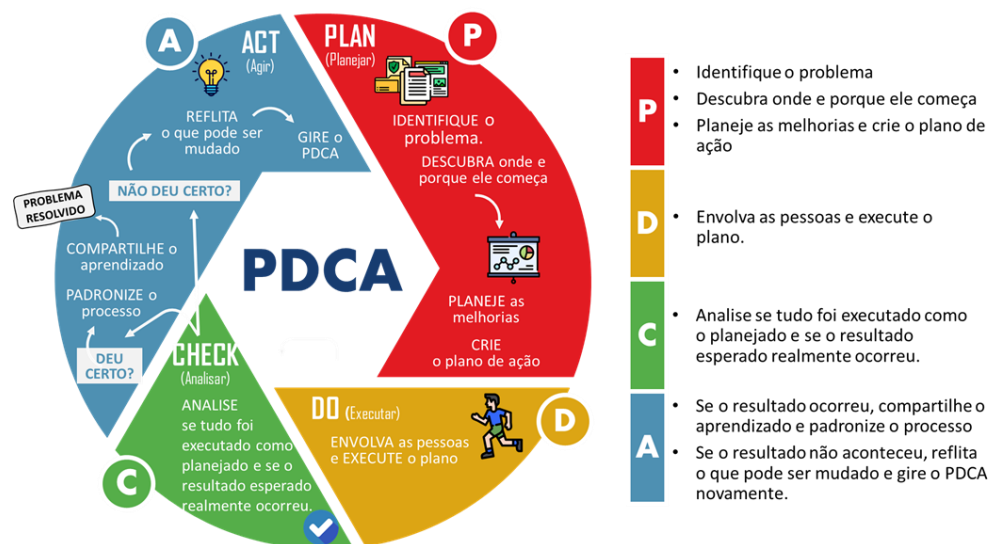 A
ACT
(Agir)
REFLITA
o que pode ser
mudado
GIRE o
PDCA
NÃO DEU CERTO?
PROBLEMA
RESOLVIDO
COMPARTILHE o
aprendizado
PADRONIZE o
processo
DEU
CERTO?
PLAN
(Planejar)
P
IDENTIFIQUE o
problema.
DESCUBRA onde e
porque ele começa
PLANEJE as
melhorias
CRIE
o plano de ação
PDCA
CHECK
(Analisar)
ANALISE
se tudo foi
executado como
planejado e se o
resultado esperado
realmente ocorreu.
C
DO (Executar)
ENVOLVA as pessoas
e EXECUTE o plano
D
P
• Identifique o problema
• Descubra onde e porque ele começa
• Planeje as melhorias e crie o plano de
ação
D
• Envolva as pessoas e execute o
plano.
C
• Analise se tudo foi executado como
o planejado e se o resultado
esperado realmente ocorreu.
A
• Se o resultado ocorreu, compartilhe o
aprendizado e padronize o processo
• Se o resultado não aconteceu, reflita
o que pode ser mudado e gire o PDCA
novamente.